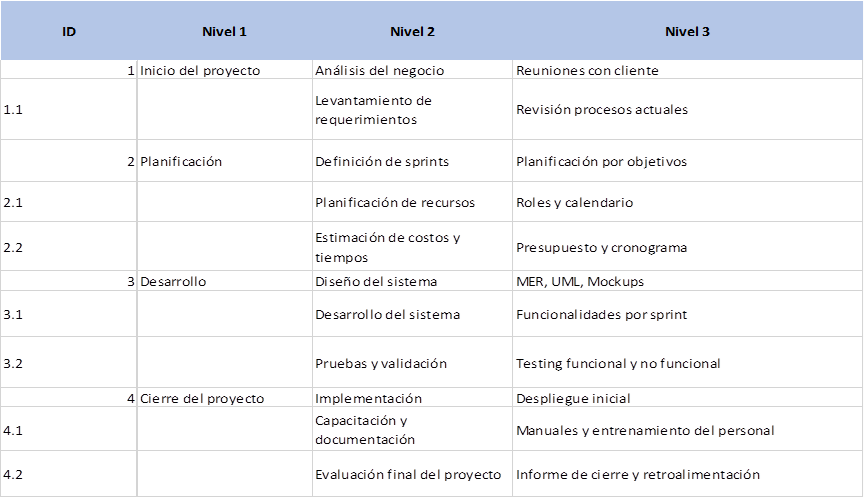 ID Nivel 1 Nivel 2 Nivel 3
1 Inicio del proyecto Análisis del negocio Reuniones con cliente
1.1 Levantamiento de requerimientos Revisión procesos actuales
2 Planificación Definición de sprints Planificación por objetivos
2.1 Planificación de recursos Roles y calendario
2.2 Estimación de costos y tiempos Presupuesto y cronograma
3 Desarrollo Diseño del sistema MER, UML, Mockups
3.1 Desarrollo del sistema Funcionalidades por sprint
3.2 Pruebas y validación Testing funcional y no funcional
4 Cierre del proyecto Implementación Despliegue inicial
4.1 Capacitación y documentación Manuales y entrenamiento del personal
4.2 Evaluación final del proyecto Informe de cierre y retroalimentación